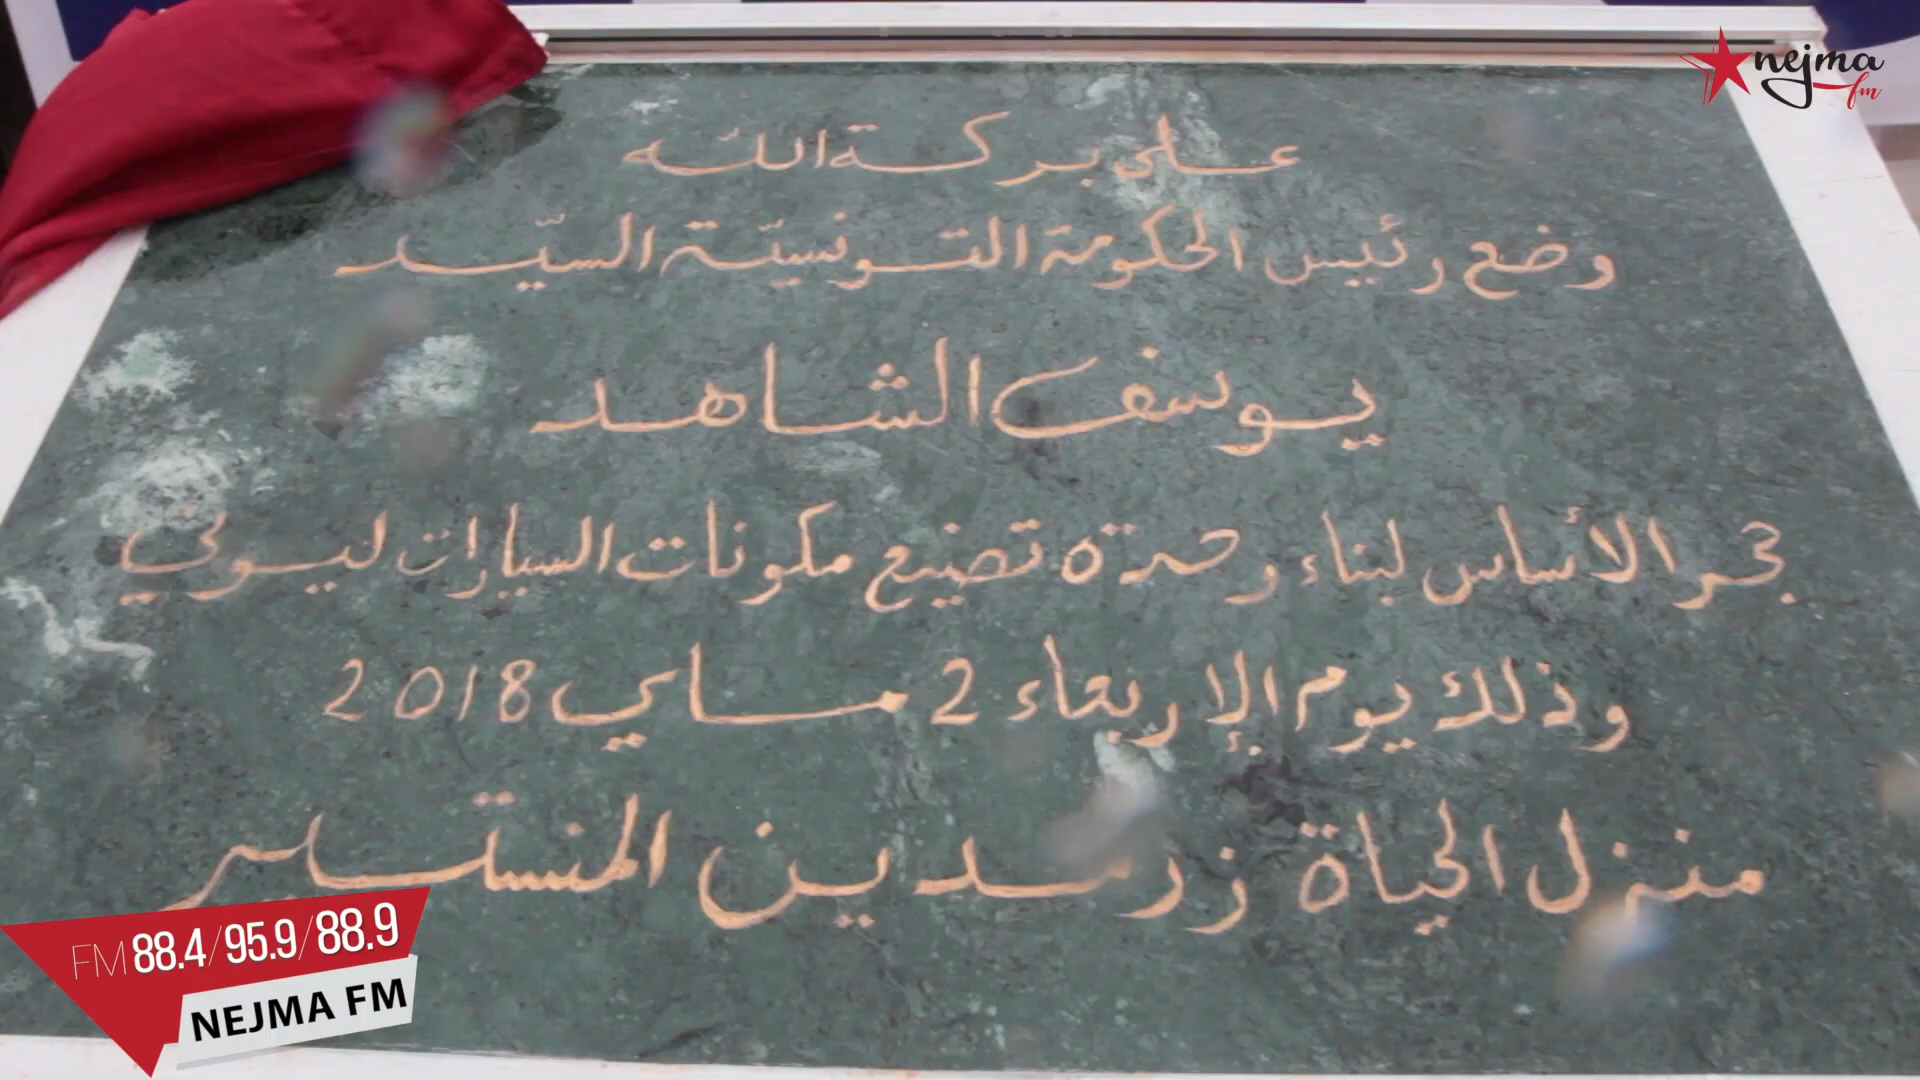 nejma fm
على بركة الله
وضع رئيس الحكومة التونسيّة السيّد
يوسف الشاهد
حجر الأساس لبناء وحدة تصنيع مكونات السيارات ليوني
وذلك يوم الإربعاء 2 ماي 2018
منزل الحياة زرمدين المنستير
FM 88.4/95.9/88.9
NEJMA FM